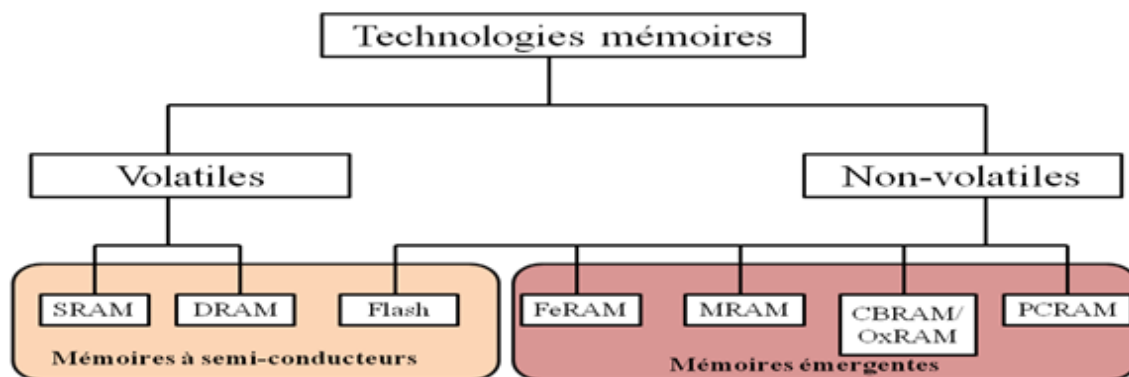 Technologies mémoires
Volatiles
Non-volatiles
SRAM
DRAM
Flash
FeRAM
MRAM
CBRAM/
OxRAM
PCRAM
Mémoires à semi-conducteurs
Mémoires émergentes